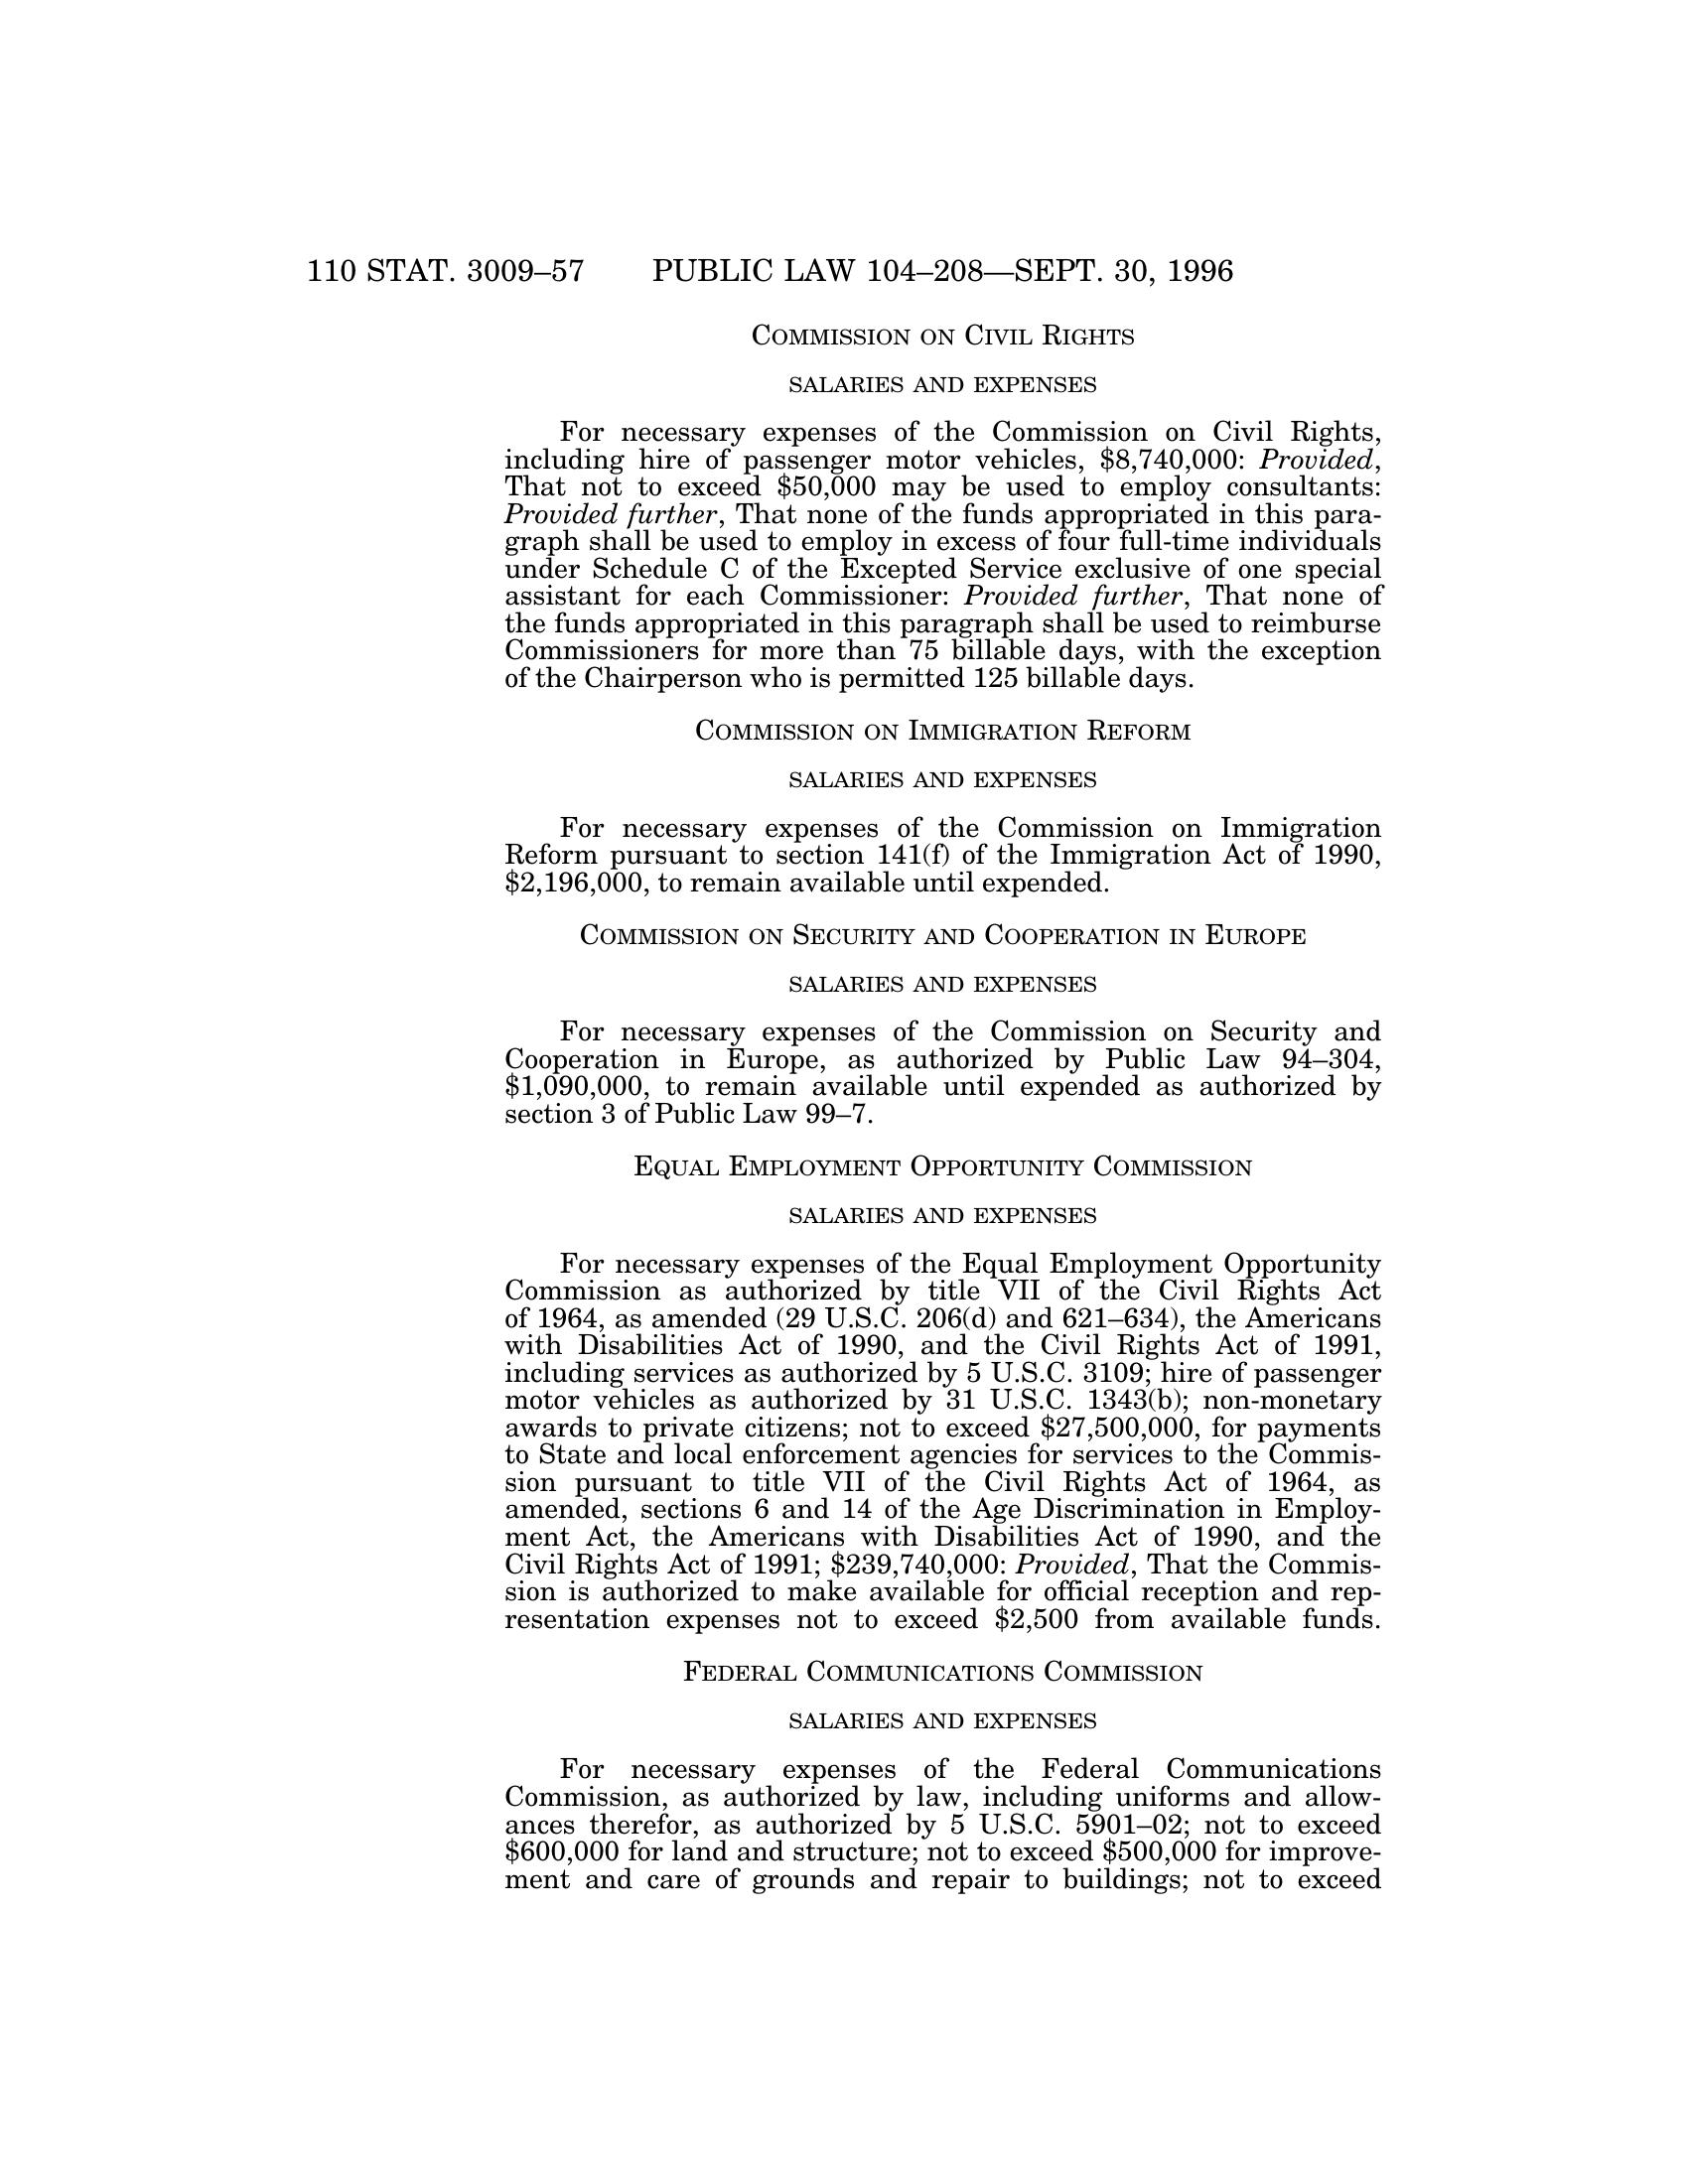 110 STAT. 3009–57 PUBLIC LAW 104–208—SEPT. 30, 1996
COMMISSION ON CIVIL RIGHTS
SALARIES AND EXPENSES
For necessary expenses of the Commission on Civil Rights,
including hire of passenger motor vehicles, $8,740,000: Provided,
That not to exceed $50,000 may be used to employ consultants:
Provided further, That none of the funds appropriated in this para-
graph shall be used to employ in excess of four full-time individuals
under Schedule C of the Excepted Service exclusive of one special
assistant for each Commissioner: Provided further, That none of
the funds appropriated in this paragraph shall be used to reimburse
Commissioners for more than 75 billable days, with the exception
of the Chairperson who is permitted 125 billable days.
COMMISSION ON IMMIGRATION REFORM
SALARIES AND EXPENSES
For necessary expenses of the Commission on Immigration
Reform pursuant to section 141(f) of the Immigration Act of 1990,
$2,196,000, to remain available until expended.
COMMISSION ON SECURITY AND COOPERATION IN EUROPE
SALARIES AND EXPENSES
For necessary expenses of the Commission on Security and
Cooperation in Europe, as authorized by Public Law 94–304,
$1,090,000, to remain available until expended as authorized by
section 3 of Public Law 99–7.
EQUAL EMPLOYMENT OPPORTUNITY COMMISSION
SALARIES AND EXPENSES
For necessary expenses of the Equal Employment Opportunity
Commission as authorized by title VII of the Civil Rights Act
of 1964, as amended (29 U.S.C. 206(d) and 621–634), the Americans
with Disabilities Act of 1990, and the Civil Rights Act of 1991,
including services as authorized by 5 U.S.C. 3109; hire of passenger
motor vehicles as authorized by 31 U.S.C. 1343(b); non-monetary
awards to private citizens; not to exceed $27,500,000, for payments
to State and local enforcement agencies for services to the Commis-
sion pursuant to title VII of the Civil Rights Act of 1964, as
amended, sections 6 and 14 of the Age Discrimination in Employ-
ment Act, the Americans with Disabilities Act of 1990, and the
Civil Rights Act of 1991; $239,740,000: Provided, That the Commis-
sion is authorized to make available for official reception and rep-
resentation expenses not to exceed $2,500 from available funds.
FEDERAL COMMUNICATIONS COMMISSION
SALARIES AND EXPENSES
For necessary expenses of the Federal Communications
Commission, as authorized by law, including uniforms and allow-
ances therefor, as authorized by 5 U.S.C. 5901–02; not to exceed
$600,000 for land and structure; not to exceed $500,000 for improve-
ment and care of grounds and repair to buildings; not to exceed